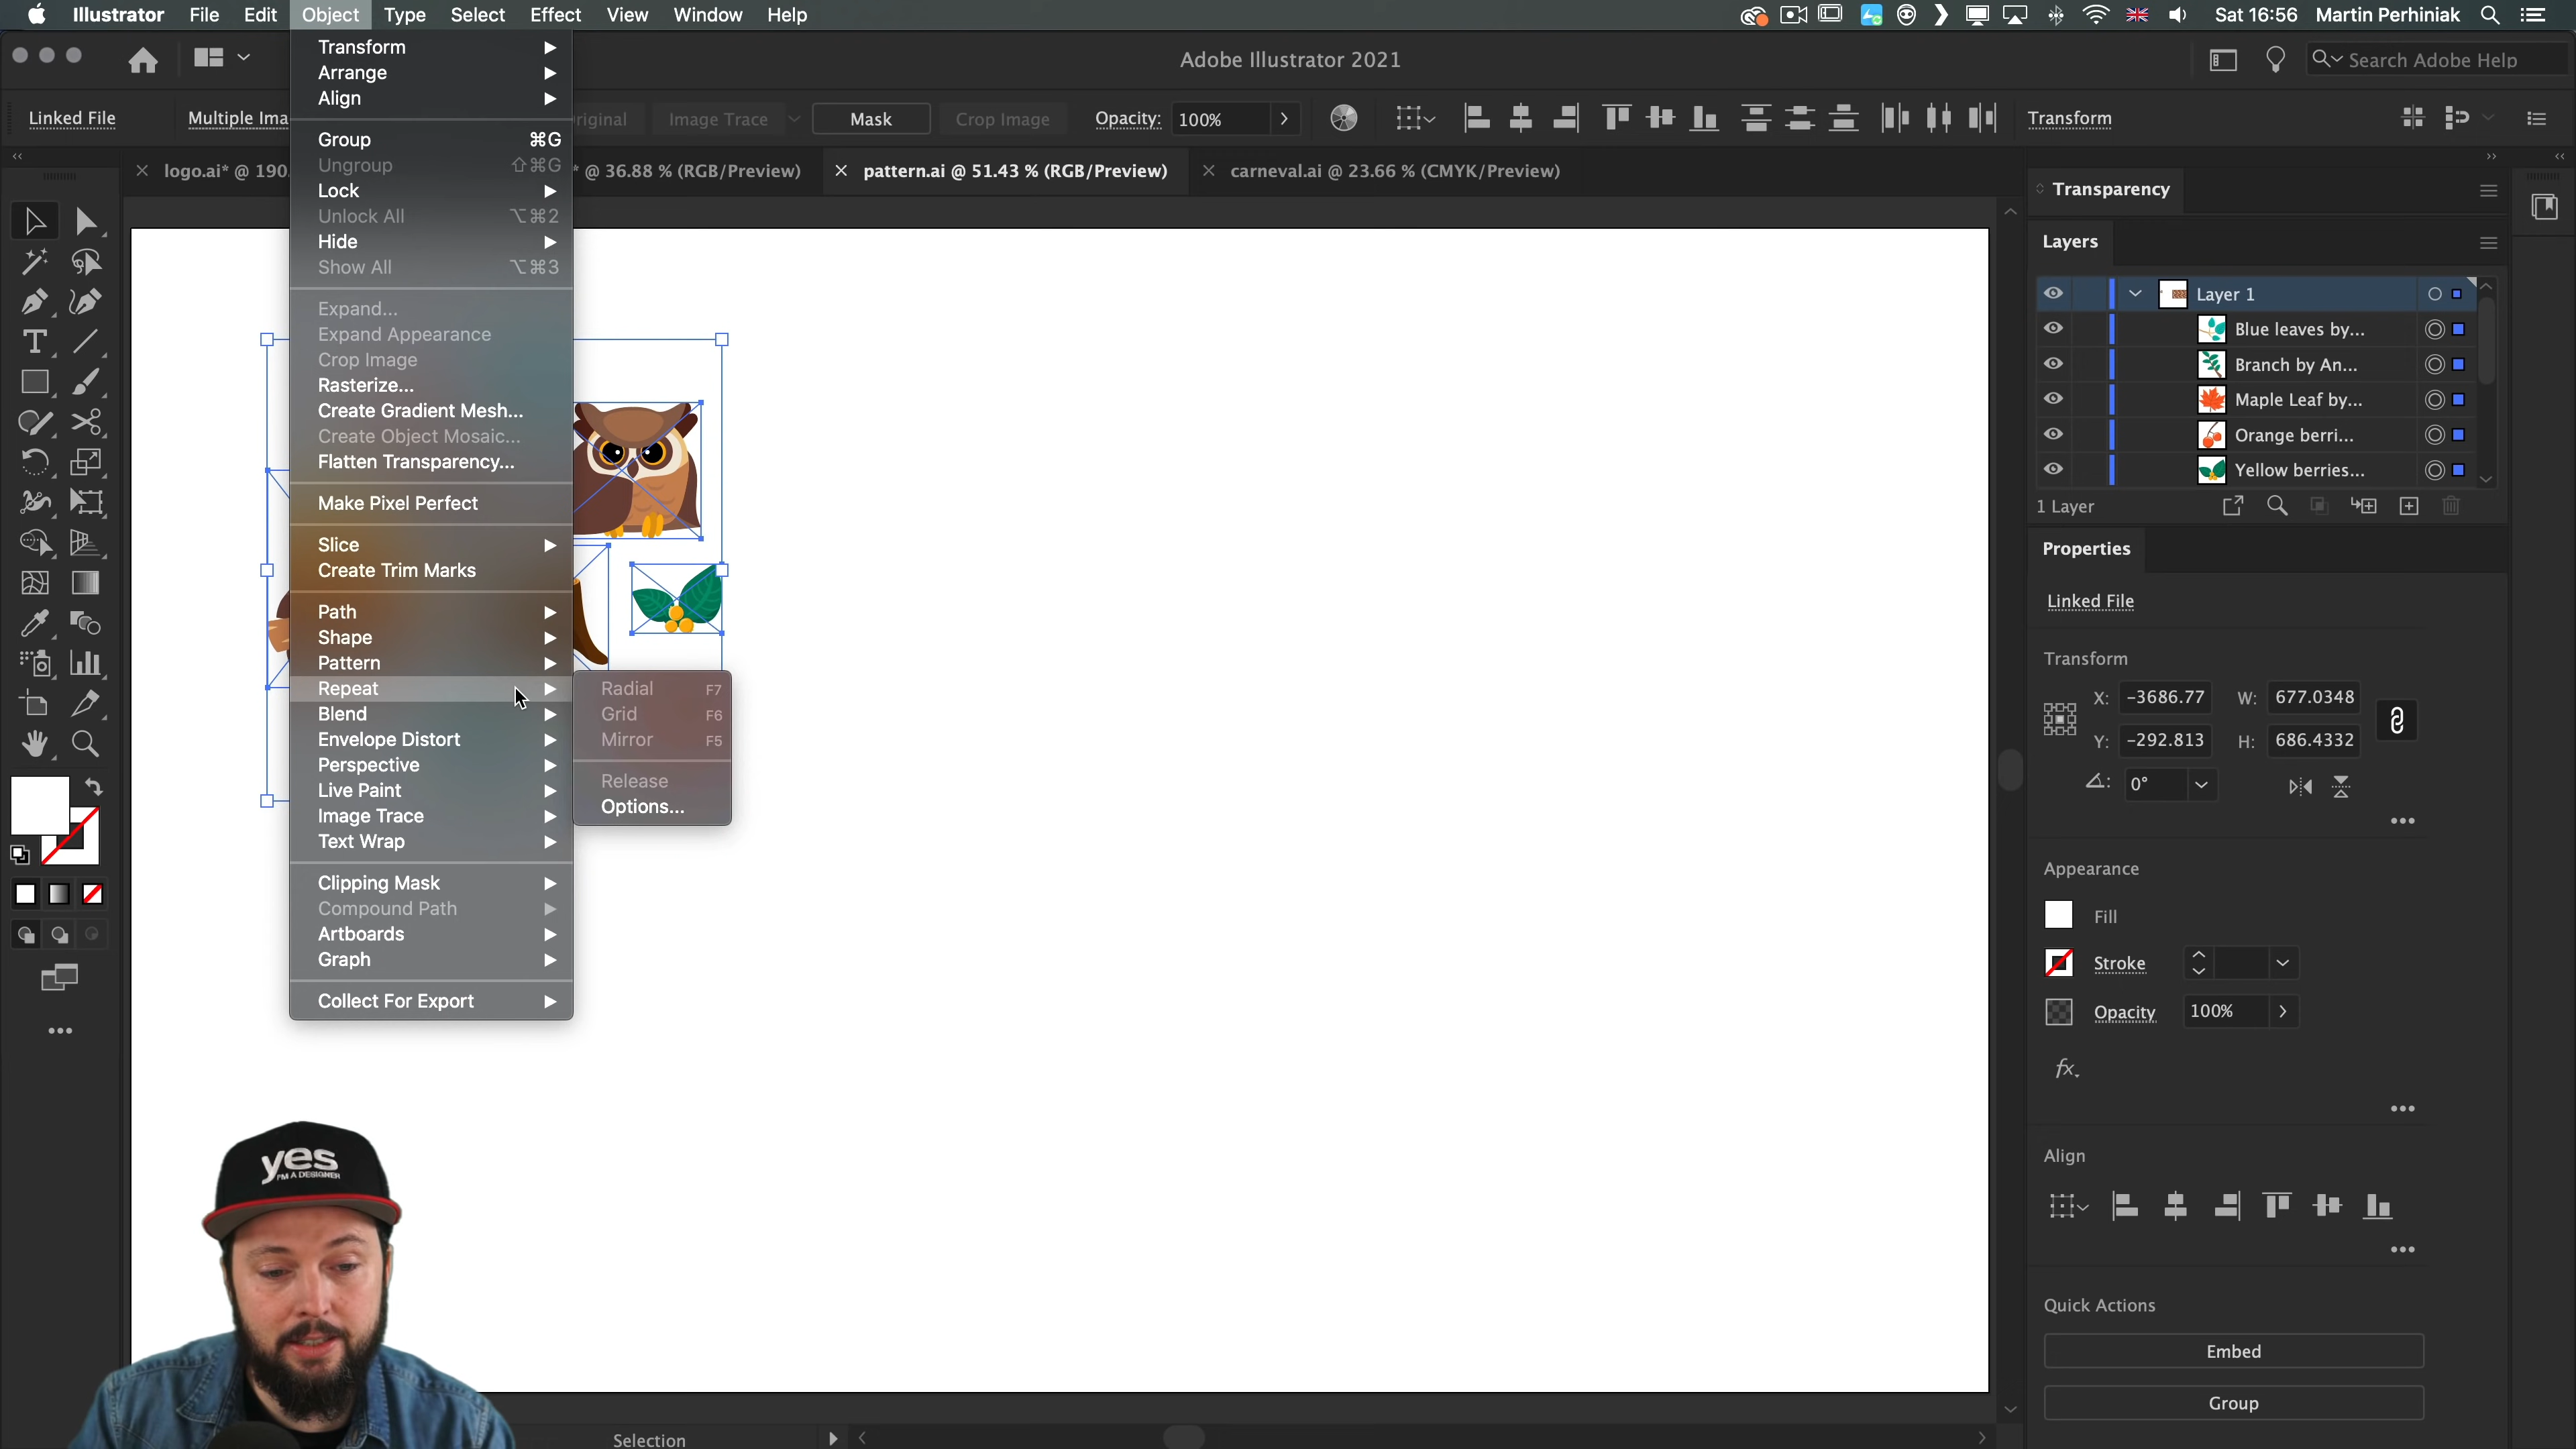 Illustrator File Edit Object Type Select Effect View Window Help
Sat 16:56 Martin Perhiniak
Adobe Illustrator 2021
Search Adobe Help
Linked File
Multiple Ima
riginal
Image Trace
Mask
Crop Image
Opacity: 100%
Transform
logo.ai* @ 190.
* @ 36.88 % (RGB/Preview)
pattern.ai @ 51.43 % (RGB/Preview)
carneval.ai @ 23.66 % (CMYK/Preview)
Transform
Arrange
Align
Group ⌘G
Ungroup ⇧⌘G
Lock
Unlock All ⌥⌘2
Hide
Show All ⌥⌘3
Expand...
Expand Appearance
Crop Image
Rasterize...
Create Gradient Mesh...
Create Object Mosaic...
Flatten Transparency...
Make Pixel Perfect
Slice
Create Trim Marks
Path
Shape
Pattern
Repeat
Blend
Envelope Distort
Perspective
Live Paint
Image Trace
Text Wrap
Clipping Mask
Compound Path
Artboards
Graph
Collect For Export
Radial F7
Grid F6
Mirror F5
Release
Options...
yes
I'M A DESIGNER
Selection
Transparency
Layers
Layer 1
Blue leaves by...
Branch by An...
Maple Leaf by...
Orange berri...
Yellow berries...
1 Layer
Properties
Linked File
Transform
X: -3686.77 W: 677.0348
Y: -292.813 H: 686.4332
0°
Appearance
Fill
Stroke
Opacity 100%
fx.
Align
Quick Actions
Embed
Group